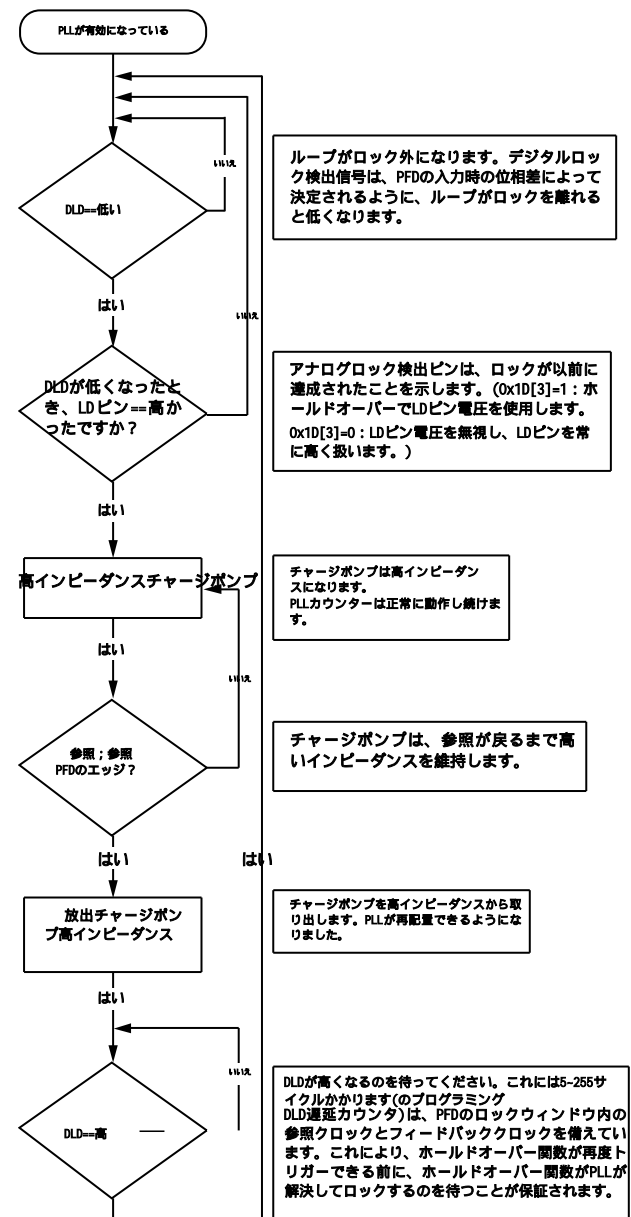 PLLが有効になっている
いいえ
DLD==低い
ループがロック外になります。デジタルロッ
ク検出信号は、PFDの入力時の位相差によって
決定されるように、ループがロックを離れる
と低くなります。
はい
いいえ
DLDが低くなったと
き、LDピン==高か
ったですか？
アナログロック検出ピンは、ロックが以前に
達成されたことを示します。(0x1D[3]=1：ホ
ールドオーバーでLDピン電圧を使用します。
0x1D[3]=0：LDピン電圧を無視し、LDピンを常
に高く扱います。)
はい
高インピーダンスチャージポンプ
チャージポンプは高インピーダン
スになります。
PLLカウンターは正常に動作し続けま
す。
はい
いいえ
参照；参照
PFDのエッジ？
チャージポンプは、参照が戻るまで高
いインピーダンスを維持します。
はい
はい
放出チャージポン
プ高インピーダンス
チャージポンプを高インピーダンスから取
り出します。PLLが再配置できるようにな
りました。
はい
いいえ
DLD==高
DLDが高くなるのを待ってください。これには5-255サ
イクルかかります(のプログラミング
DLD遅延カウンタ)は、PFDのロックウィンドウ内の
参照クロックとフィードバッククロックを備えてい
ます。これにより、ホールドオーバー関数が再度ト
リガーできる前に、ホールドオーバー関数がPLLが
解決してロックするのを待つことが保証されます。